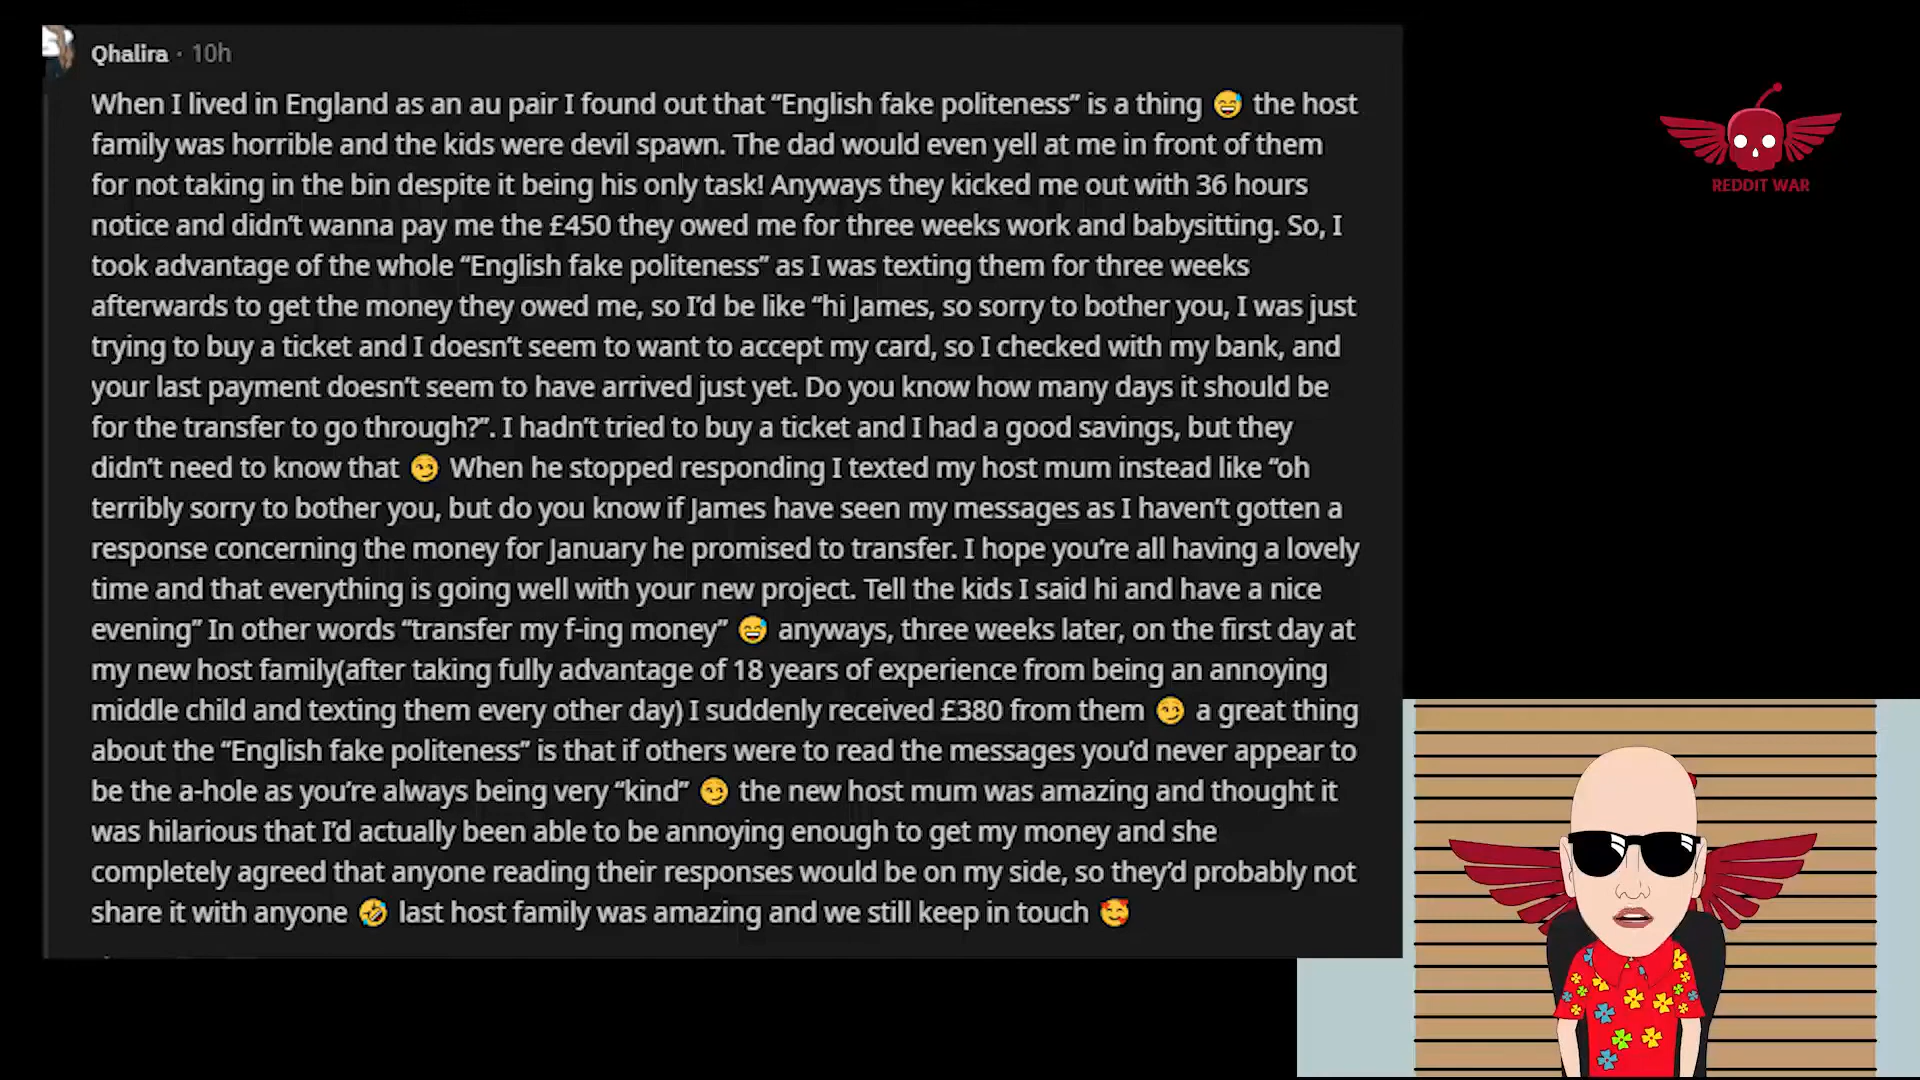 Qhalira · 10h
When I lived in England as an au pair I found out that “English fake politeness” is a thing 😅 the host
family was horrible and the kids were devil spawn. The dad would even yell at me in front of them
for not taking in the bin despite it being his only task! Anyways they kicked me out with 36 hours
notice and didn’t wanna pay me the £450 they owed me for three weeks work and babysitting. So, I
took advantage of the whole “English fake politeness” as I was texting them for three weeks
afterwards to get the money they owed me, so I’d be like “hi James, so sorry to bother you, I was just
trying to buy a ticket and I doesn’t seem to want to accept my card, so I checked with my bank, and
your last payment doesn’t seem to have arrived just yet. Do you know how many days it should be
for the transfer to go through?”. I hadn’t tried to buy a ticket and I had a good savings, but they
didn’t need to know that 😏 When he stopped responding I texted my host mum instead like “oh
terribly sorry to bother you, but do you know if James have seen my messages as I haven’t gotten a
response concerning the money for January he promised to transfer. I hope you’re all having a lovely
time and that everything is going well with your new project. Tell the kids I said hi and have a nice
evening” In other words “transfer my f-ing money” 😅 anyways, three weeks later, on the first day at
my new host family(after taking fully advantage of 18 years of experience from being an annoying
middle child and texting them every other day) I suddenly received £380 from them 😏 a great thing
about the “English fake politeness” is that if others were to read the messages you’d never appear to
be the a-hole as you’re always being very “kind” 😏 the new host mum was amazing and thought it
was hilarious that I’d actually been able to be annoying enough to get my money and she
completely agreed that anyone reading their responses would be on my side, so they’d probably not
share it with anyone 🤣 last host family was amazing and we still keep in touch 🥰
REDDIT WAR